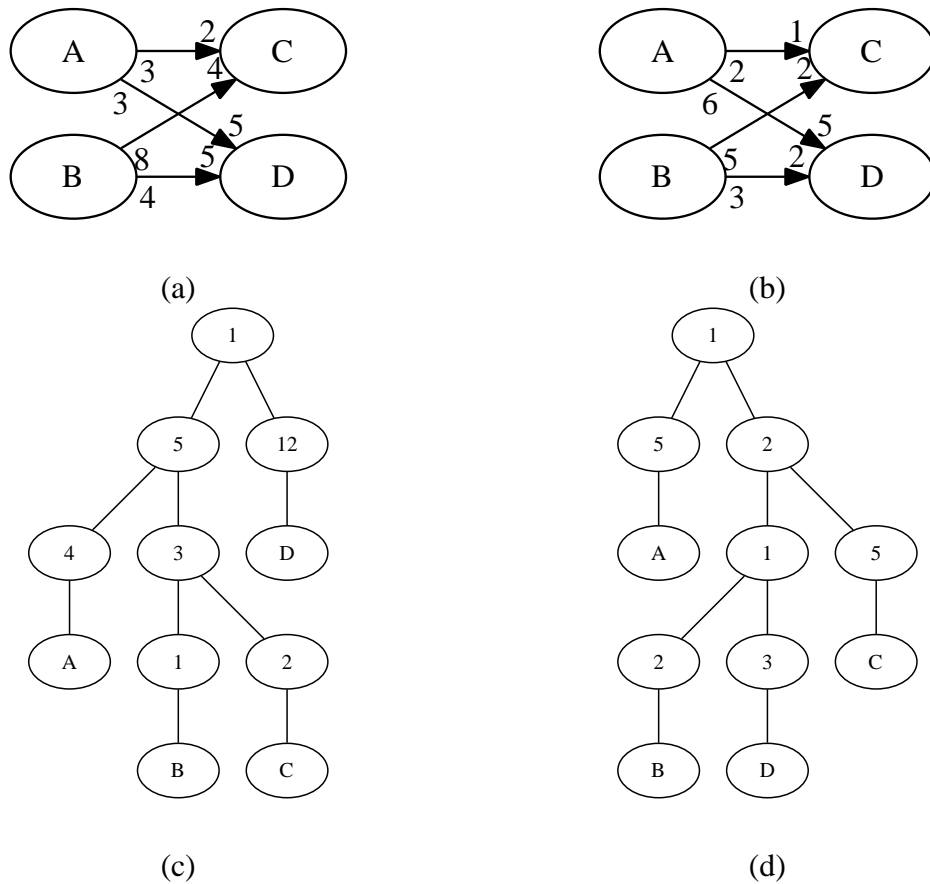 A 3 2 C
3 4
B 8 5
4 5 D
(a)
A 2 1 C
6 2
B 5 5
3 2 D
(b)
1
5 12
4 3 D
A 1 2
B C
(c)
1
5 2
A 1 5
2 3 C
B D
(d)